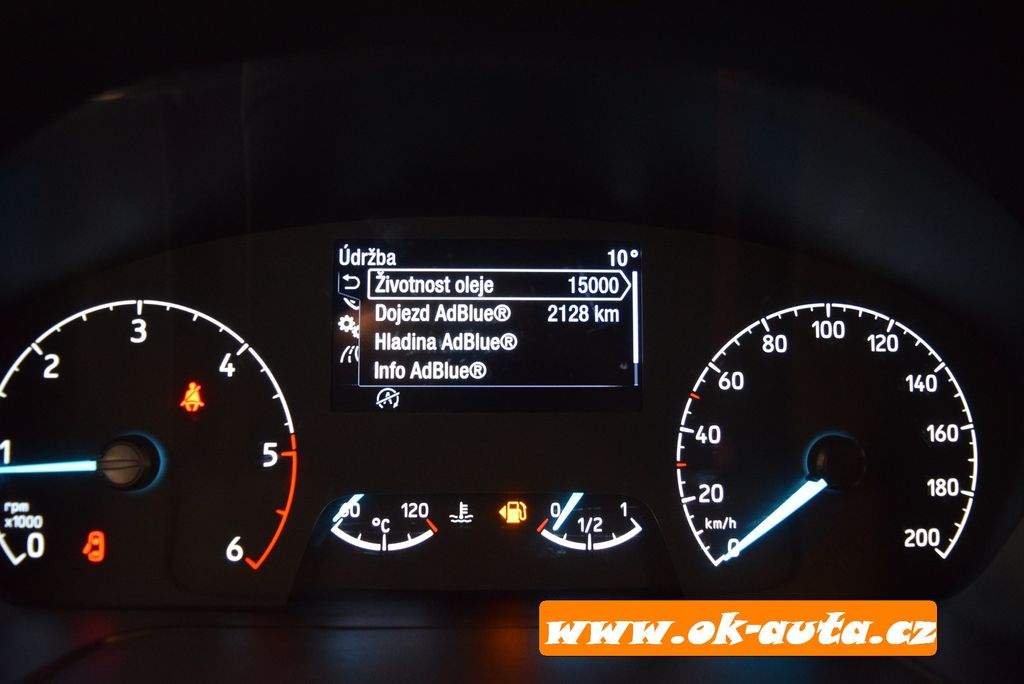 Údržba 10°
Životnost oleje 15000
Dojezd AdBlue® 2128 km
Hladina AdBlue®
Info AdBlue®
0 1 2 3 4 5 6
rpm
x1000
120
°C
0 1/2 1
0 20 40 60 80 100 120 140 160 180 200
km/h
www.ok-auta.cz